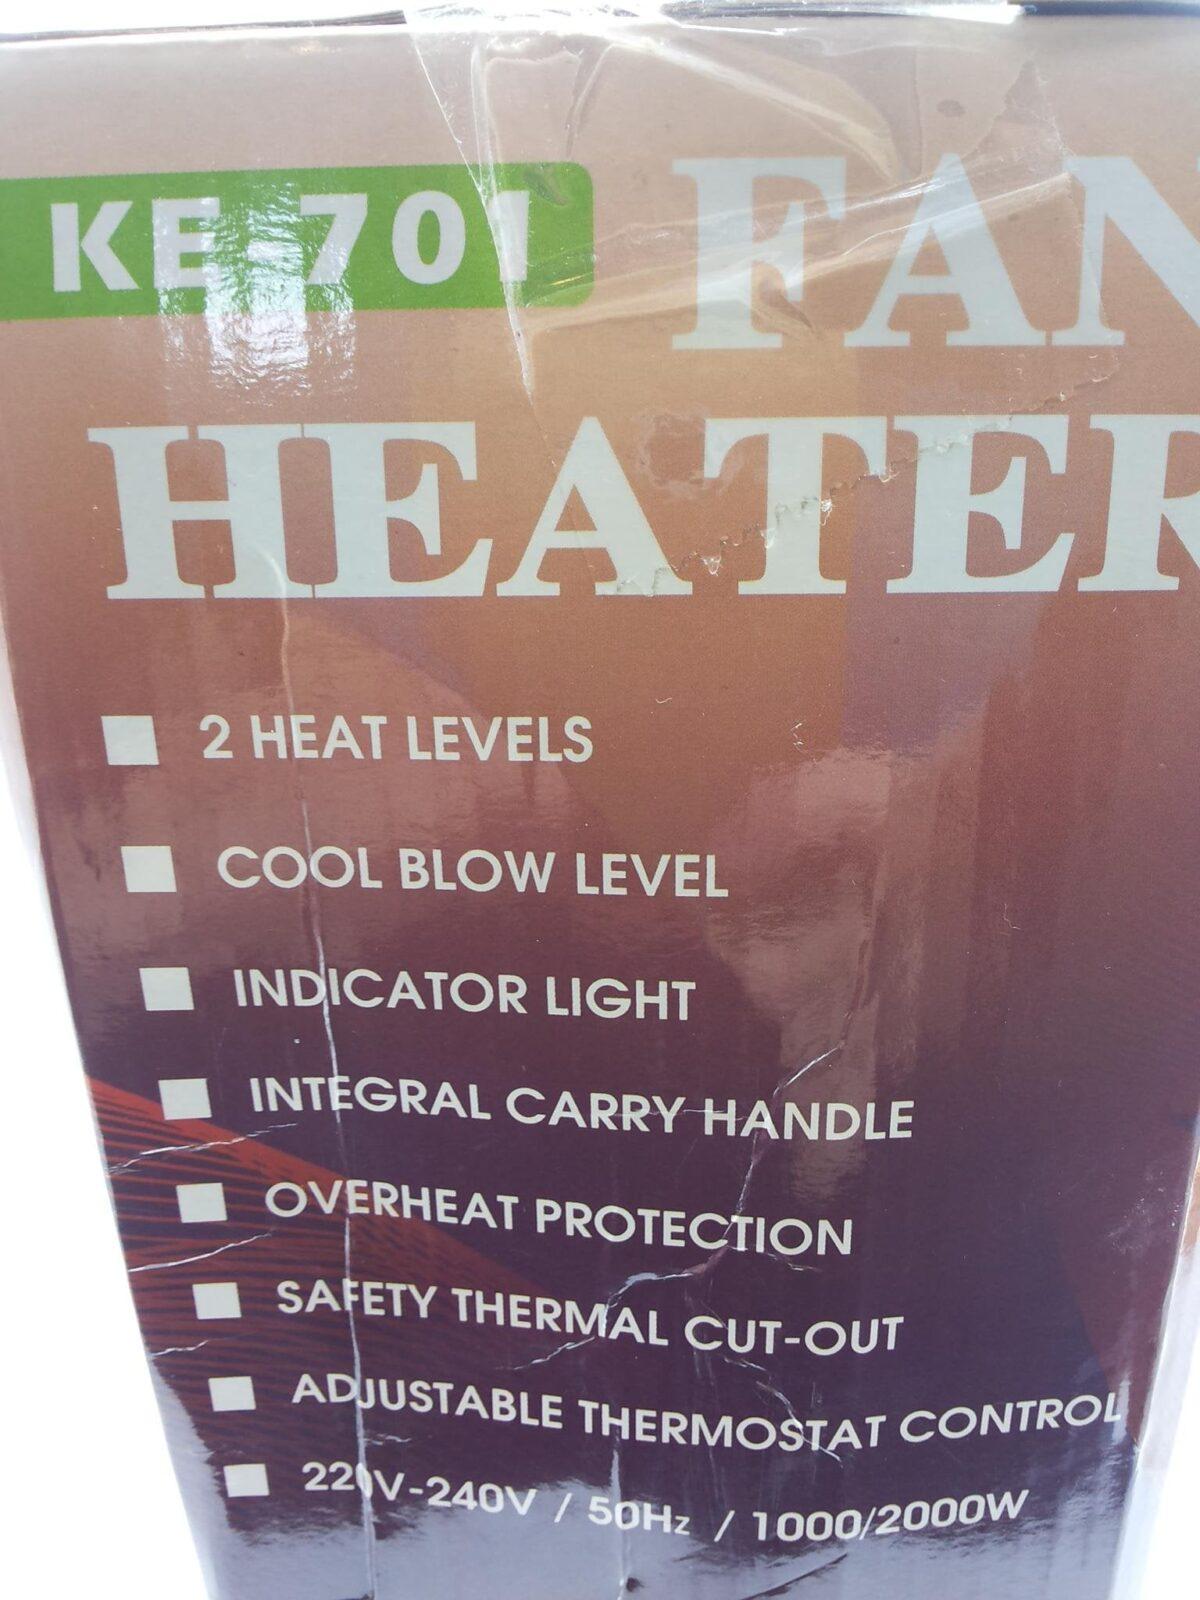 KE-701 FAN
HEATER
2 HEAT LEVELS
COOL BLOW LEVEL
INDICATOR LIGHT
INTEGRAL CARRY HANDLE
OVERHEAT PROTECTION
SAFETY THERMAL CUT-OUT
ADJUSTABLE THERMOSTAT CONTROL
220V-240V / 50Hz / 1000/2000W